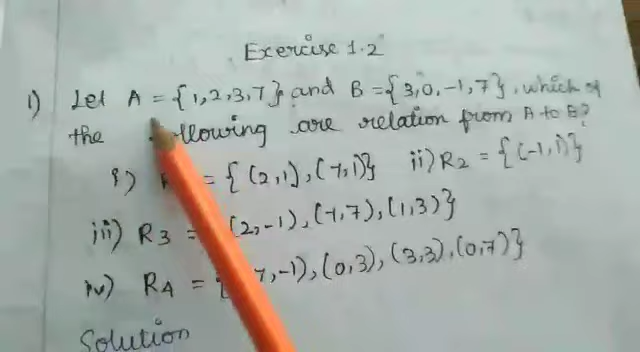 Exercise 1.2
1) Let A = {1,2,3,7} and B = {3,0,-1,7}, which of
the following are relation from A to B?
i) = {(2,1),(7,1)} ii) R2 = {(-1,1)}
iii) R3 (2,-1), (7,7), (1,3)}
iv) R4 = { 7,-1), (0,3), (3,3), (0,7)}
Solution